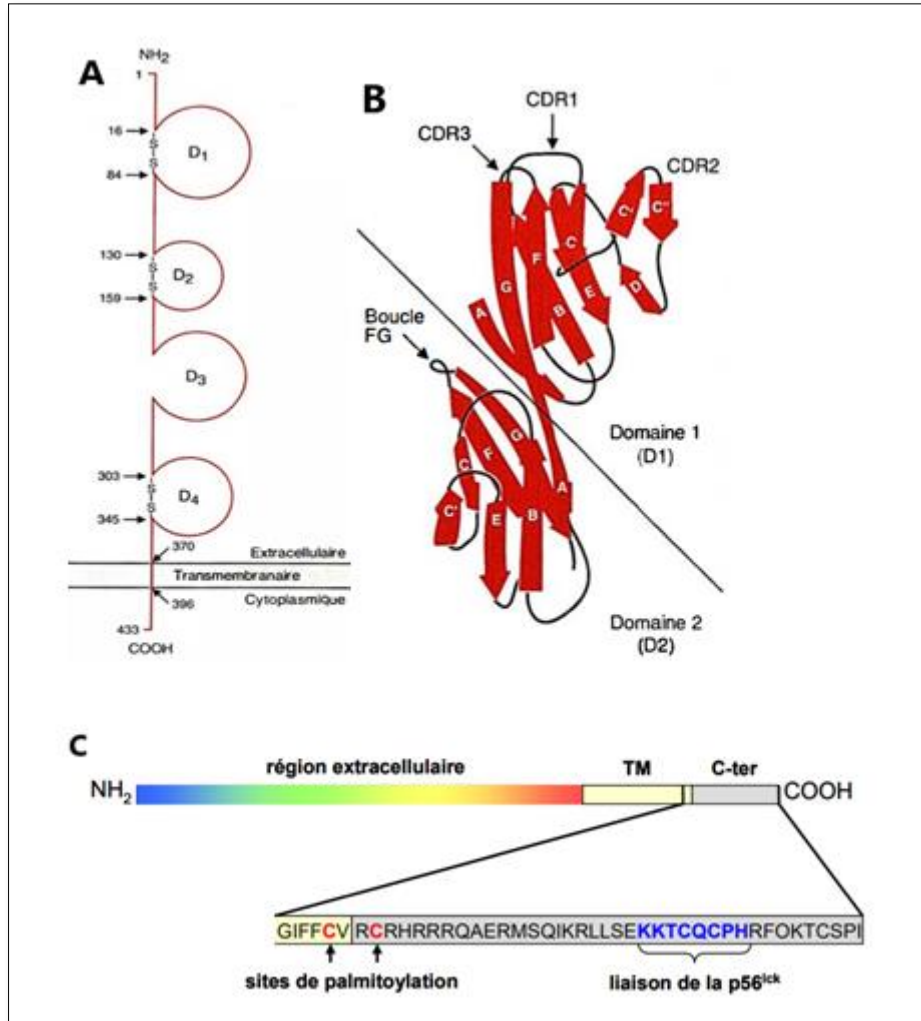 A
NH2
1
16
S
S
D1
84
130
S
S
D2
159
D3
303
S
S
D4
345
370
Extracellulaire
Transmembranaire
Cytoplasmique
396
433
COOH
B
CDR1
CDR3
CDR2
C'
C"
F
C
G
E
D
A
B
Boucle
FG
Domaine 1
(D1)
G
C
F
A
C'
E
B
Domaine 2
(D2)
C
région extracellulaire
TM
C-ter
NH2
COOH
GIFFCV RCRHRRRQAERMSQIKRLLSEKKTCQCPHRFOKTCSPI
sites de palmitoylation
liaison de la p56lck